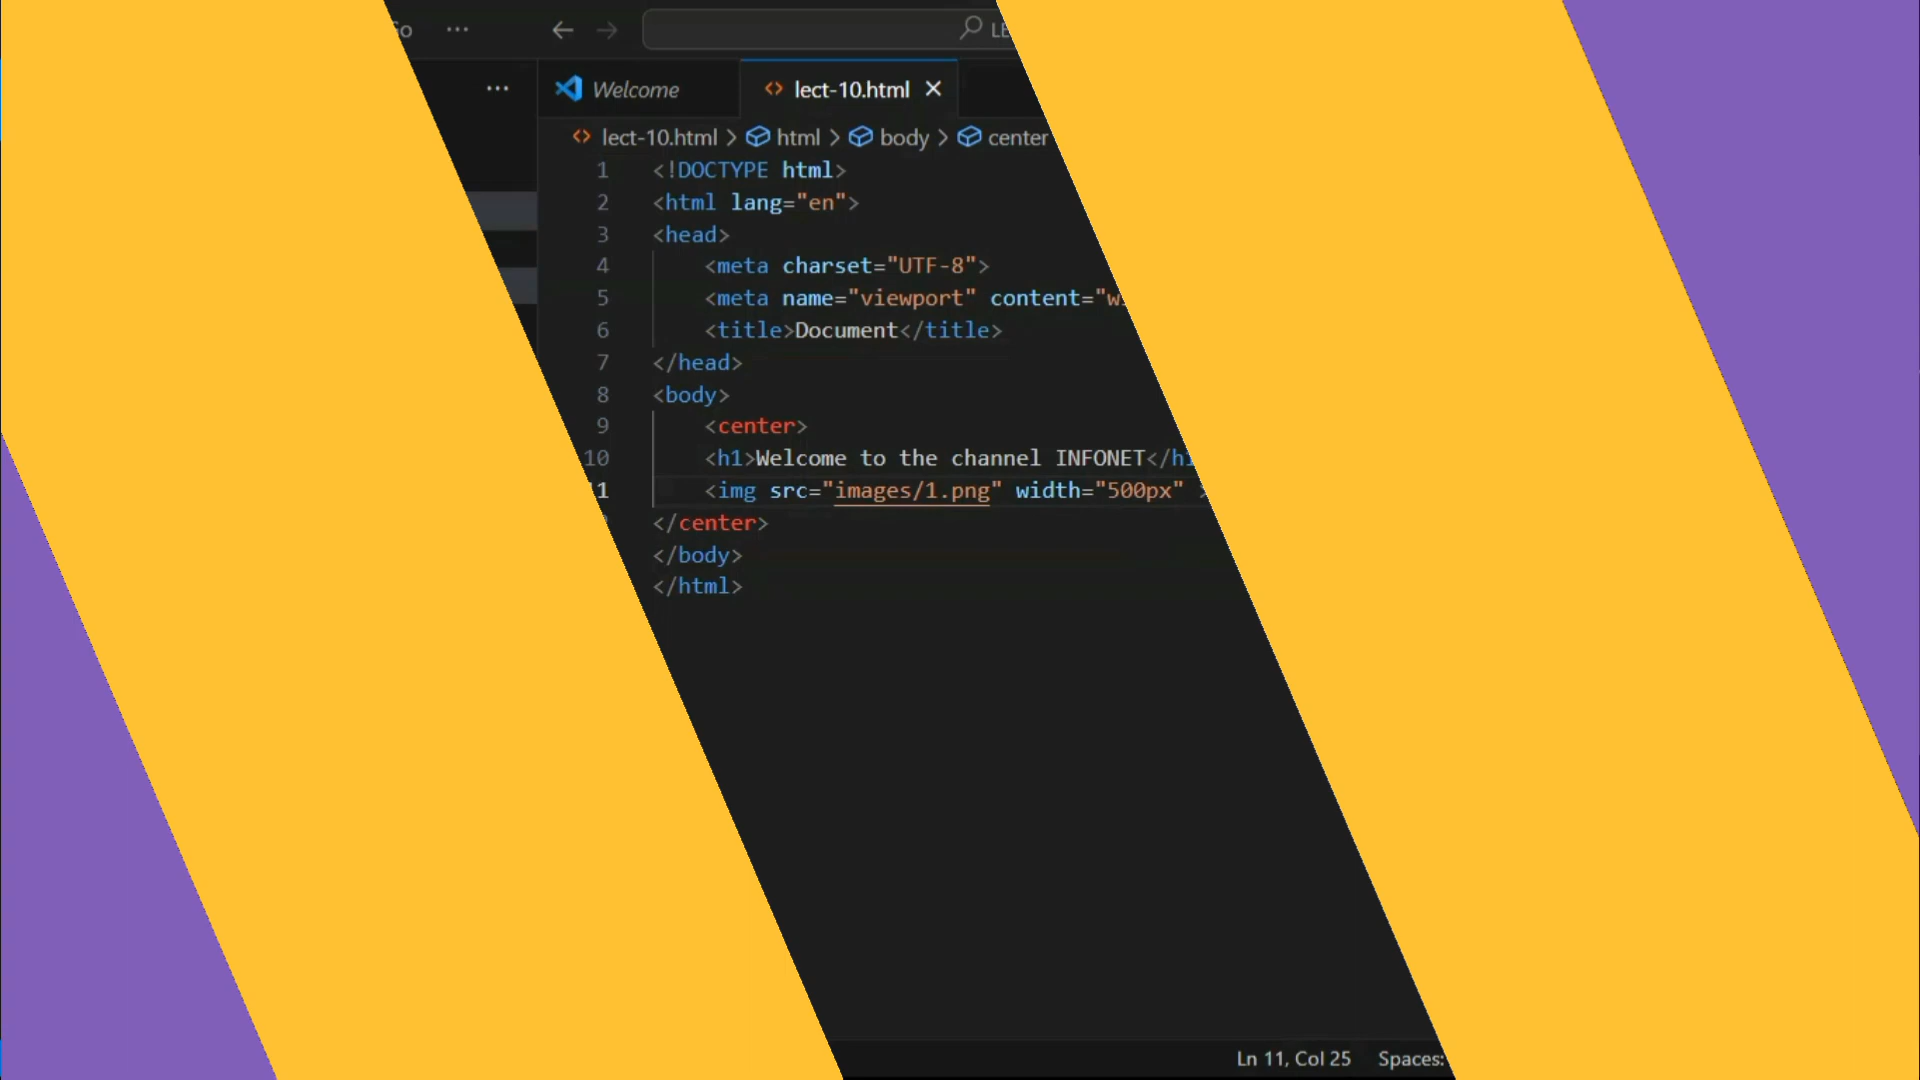 ···
← →
···
Welcome
lect-10.html ×
lect-10.html > html > body > center
1 <!DOCTYPE html>
2 <html lang="en">
3 <head>
4 <meta charset="UTF-8">
5 <meta name="viewport" content="
6 <title>Document</title>
7 </head>
8 <body>
9 <center>
10 <h1>Welcome to the channel INFONET</h1
11 <img src="images/1.png" width="500px" >
</center>
</body>
</html>
Ln 11, Col 25 Spaces: